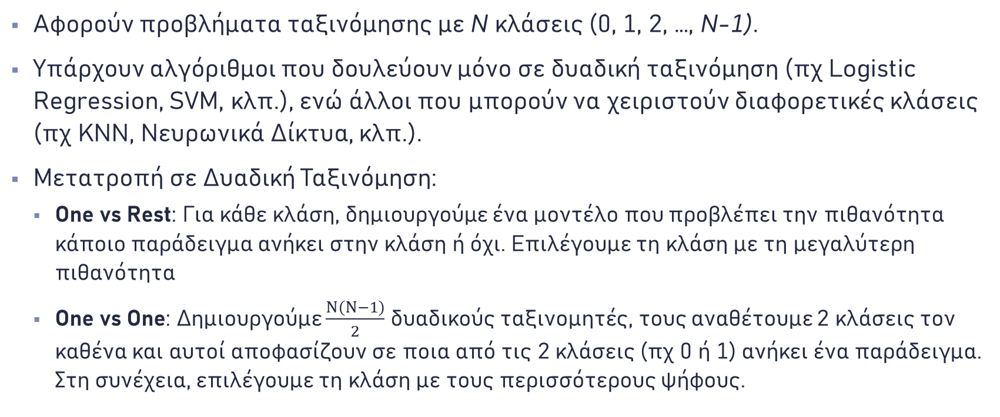 ▪ Αφορούν προβλήματα ταξινόμησης με N κλάσεις (0, 1, 2, ..., N-1).
▪ Υπάρχουν αλγόριθμοι που δουλεύουν μόνο σε δυαδική ταξινόμηση (πχ Logistic
Regression, SVM, κλπ.), ενώ άλλοι που μπορούν να χειριστούν διαφορετικές κλάσεις
(πχ KNN, Νευρωνικά Δίκτυα, κλπ.).
▪ Μετατροπή σε Δυαδική Ταξινόμηση:
▪ One vs Rest: Για κάθε κλάση, δημιουργούμε ένα μοντέλο που προβλέπει την πιθανότητα
κάποιο παράδειγμα ανήκει στην κλάση ή όχι. Επιλέγουμε τη κλάση με τη μεγαλύτερη
πιθανότητα
▪ One vs One: Δημιουργούμε N(N−1)/2 δυαδικούς ταξινομητές, τους αναθέτουμε 2 κλάσεις τον
καθένα και αυτοί αποφασίζουν σε ποια από τις 2 κλάσεις (πχ 0 ή 1) ανήκει ένα παράδειγμα.
Στη συνέχεια, επιλέγουμε τη κλάση με τους περισσότερους ψήφους.